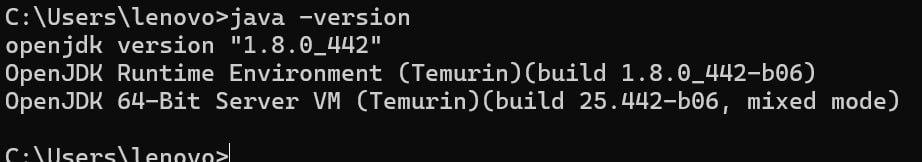 C:\Users\lenovo>java -version
openjdk version "1.8.0_442"
OpenJDK Runtime Environment (Temurin)(build 1.8.0_442-b06)
OpenJDK 64-Bit Server VM (Temurin)(build 25.442-b06, mixed mode)
C:\Users\lenovo>